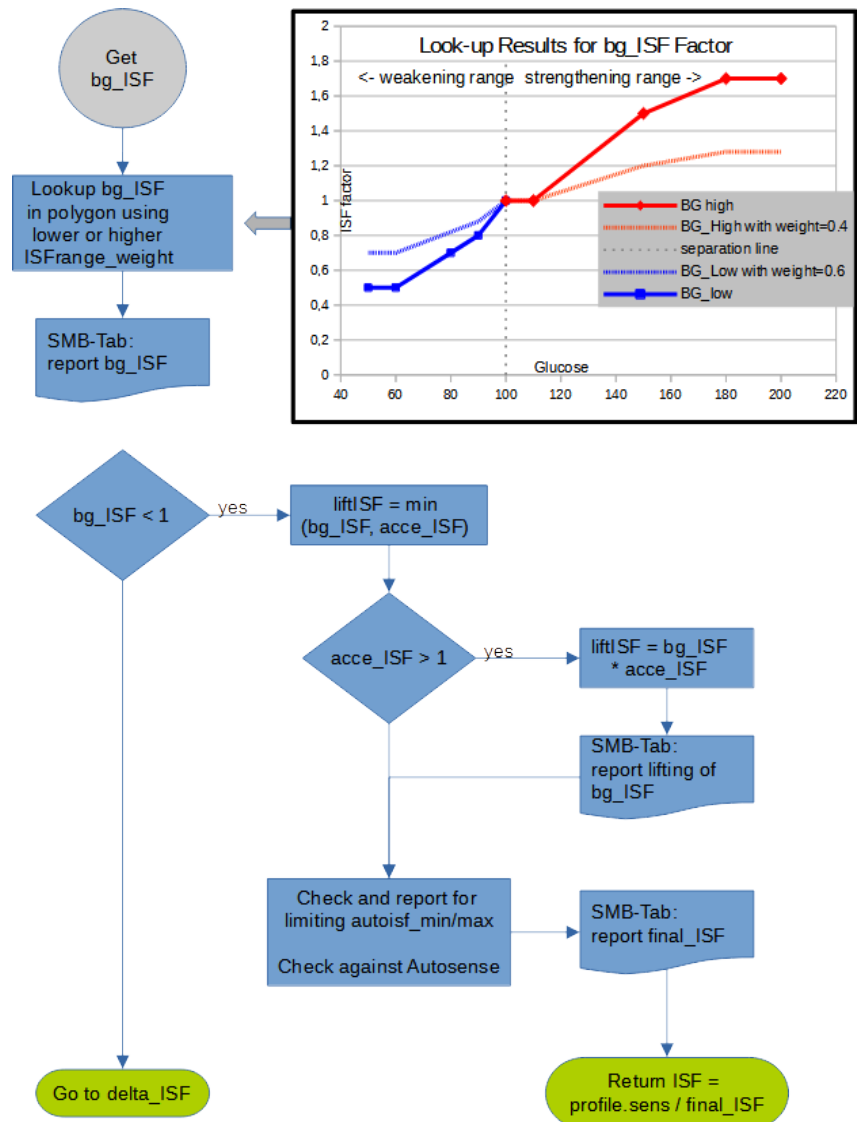 Get
bg_ISF
Lookup bg_ISF
in polygon using
lower or higher
ISFrange_weight
SMB-Tab:
report bg_ISF
Look-up Results for bg_ISF Factor
<- weakening range strengthening range ->
2
1,8
1,6
1,4
1,2
1
0,8
0,6
0,4
0,2
0
ISF factor
BG high
BG_High with weight=0.4
separation line
BG_Low with weight=0.6
BG_low
Glucose
40 60 80 100 120 140 160 180 200 220
bg_ISF < 1
yes
liftISF = min
(bg_ISF, acce_ISF)
acce_ISF > 1
yes
liftISF = bg_ISF
* acce_ISF
SMB-Tab:
report lifting of
bg_ISF
Check and report for
limiting autoisf_min/max
Check against Autosense
SMB-Tab:
report final_ISF
Go to delta_ISF
Return ISF =
profile.sens / final_ISF